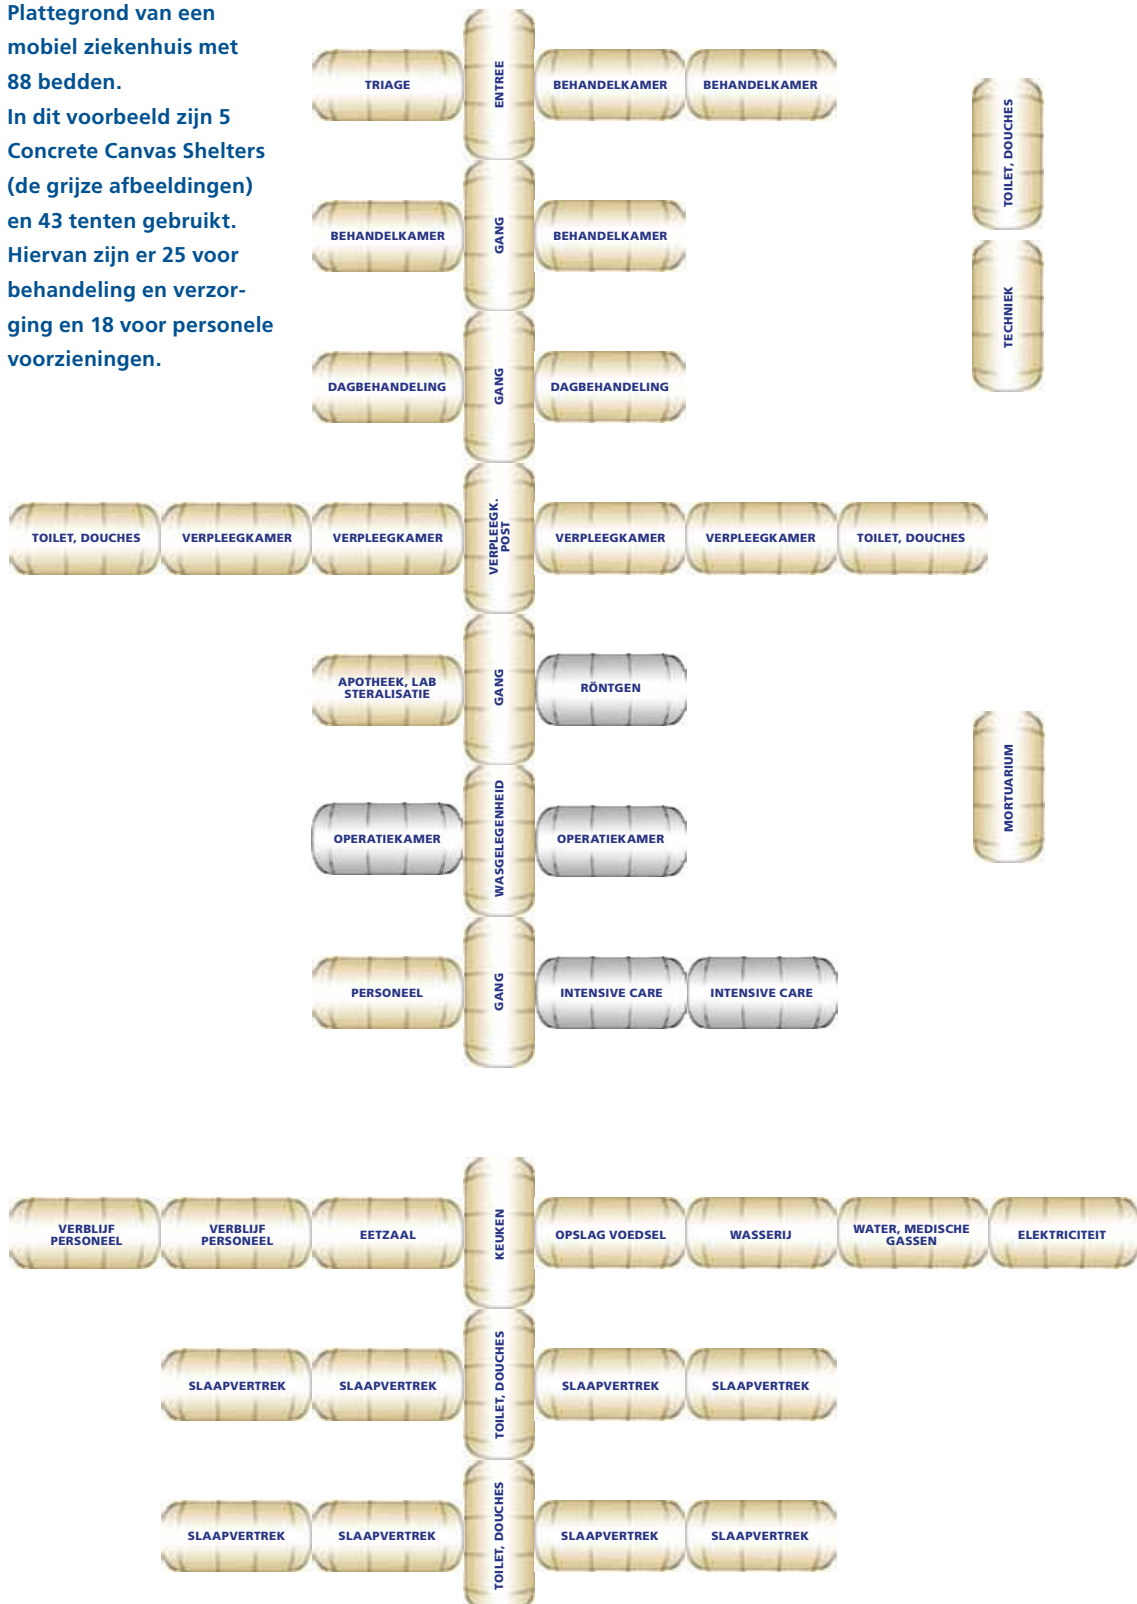 Plattegrond van een
mobiel ziekenhuis met
88 bedden.
In dit voorbeeld zijn 5
Concrete Canvas Shelters
(de grijze afbeeldingen)
en 43 tenten gebruikt.
Hiervan zijn er 25 voor
behandeling en verzor-
ging en 18 voor personele
voorzieningen.
TRIAGE
ENTREE
BEHANDELKAMER
BEHANDELKAMER
TOILET, DOUCHES
BEHANDELKAMER
GANG
BEHANDELKAMER
TECHNIEK
DAGBEHANDELING
GANG
DAGBEHANDELING
TOILET, DOUCHES
VERPLEEGKAMER
VERPLEEGKAMER
VERPLEEGK.
POST
VERPLEEGKAMER
VERPLEEGKAMER
TOILET, DOUCHES
APOTHEEK, LAB
STERALISATIE
GANG
RÖNTGEN
MORTUARIUM
OPERATIEKAMER
WASGELEGENHEID
OPERATIEKAMER
PERSONEEL
GANG
INTENSIVE CARE
INTENSIVE CARE
VERBLIJF
PERSONEEL
VERBLIJF
PERSONEEL
EETZAAL
KEUKEN
OPSLAG VOEDSEL
WASSERIJ
WATER, MEDISCHE
GASSEN
ELEKTRICITEIT
SLAAPVERTREK
SLAAPVERTREK
TOILET, DOUCHES
SLAAPVERTREK
SLAAPVERTREK
SLAAPVERTREK
SLAAPVERTREK
TOILET, DOUCHES
SLAAPVERTREK
SLAAPVERTREK